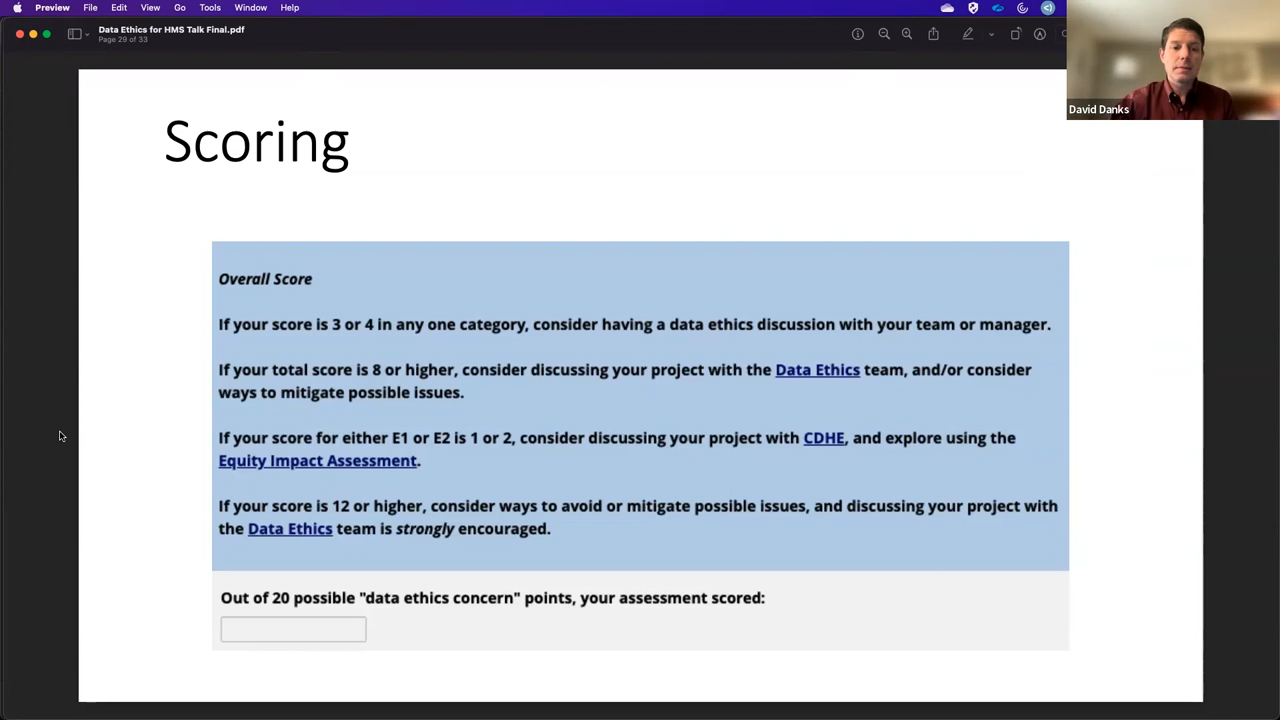 Preview File Edit View Go Tools Window Help
Data Ethics for HMS Talk Final.pdf
Page 29 of 33
David Danks
Scoring
Overall Score
If your score is 3 or 4 in any one category, consider having a data ethics discussion with your team or manager.
If your total score is 8 or higher, consider discussing your project with the Data Ethics team, and/or consider
ways to mitigate possible issues.
If your score for either E1 or E2 is 1 or 2, consider discussing your project with CDHE, and explore using the
Equity Impact Assessment.
If your score is 12 or higher, consider ways to avoid or mitigate possible issues, and discussing your project with
the Data Ethics team is strongly encouraged.
Out of 20 possible "data ethics concern" points, your assessment scored: